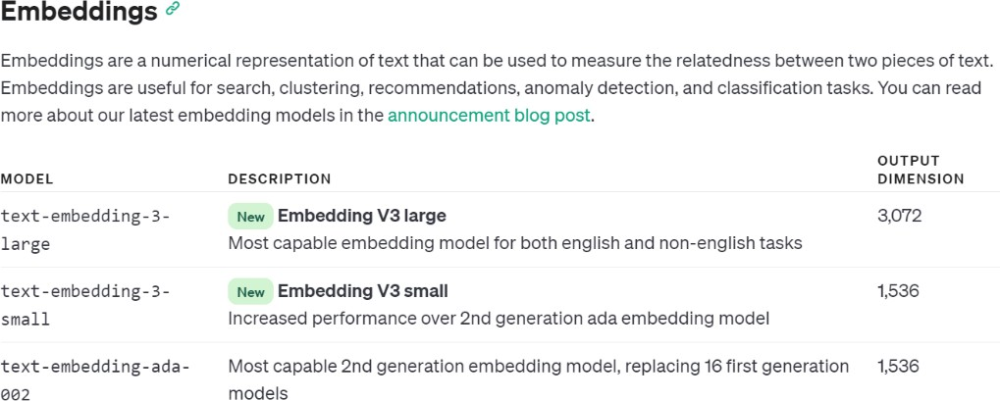 Embeddings
Embeddings are a numerical representation of text that can be used to measure the relatedness between two pieces of text.
Embeddings are useful for search, clustering, recommendations, anomaly detection, and classification tasks. You can read
more about our latest embedding models in the announcement blog post.
MODEL DESCRIPTION OUTPUT DIMENSION
text-embedding-3-large New Embedding V3 large 3,072
Most capable embedding model for both english and non-english tasks
text-embedding-3-small New Embedding V3 small 1,536
Increased performance over 2nd generation ada embedding model
text-embedding-ada-002 Most capable 2nd generation embedding model, replacing 16 first generation models 1,536